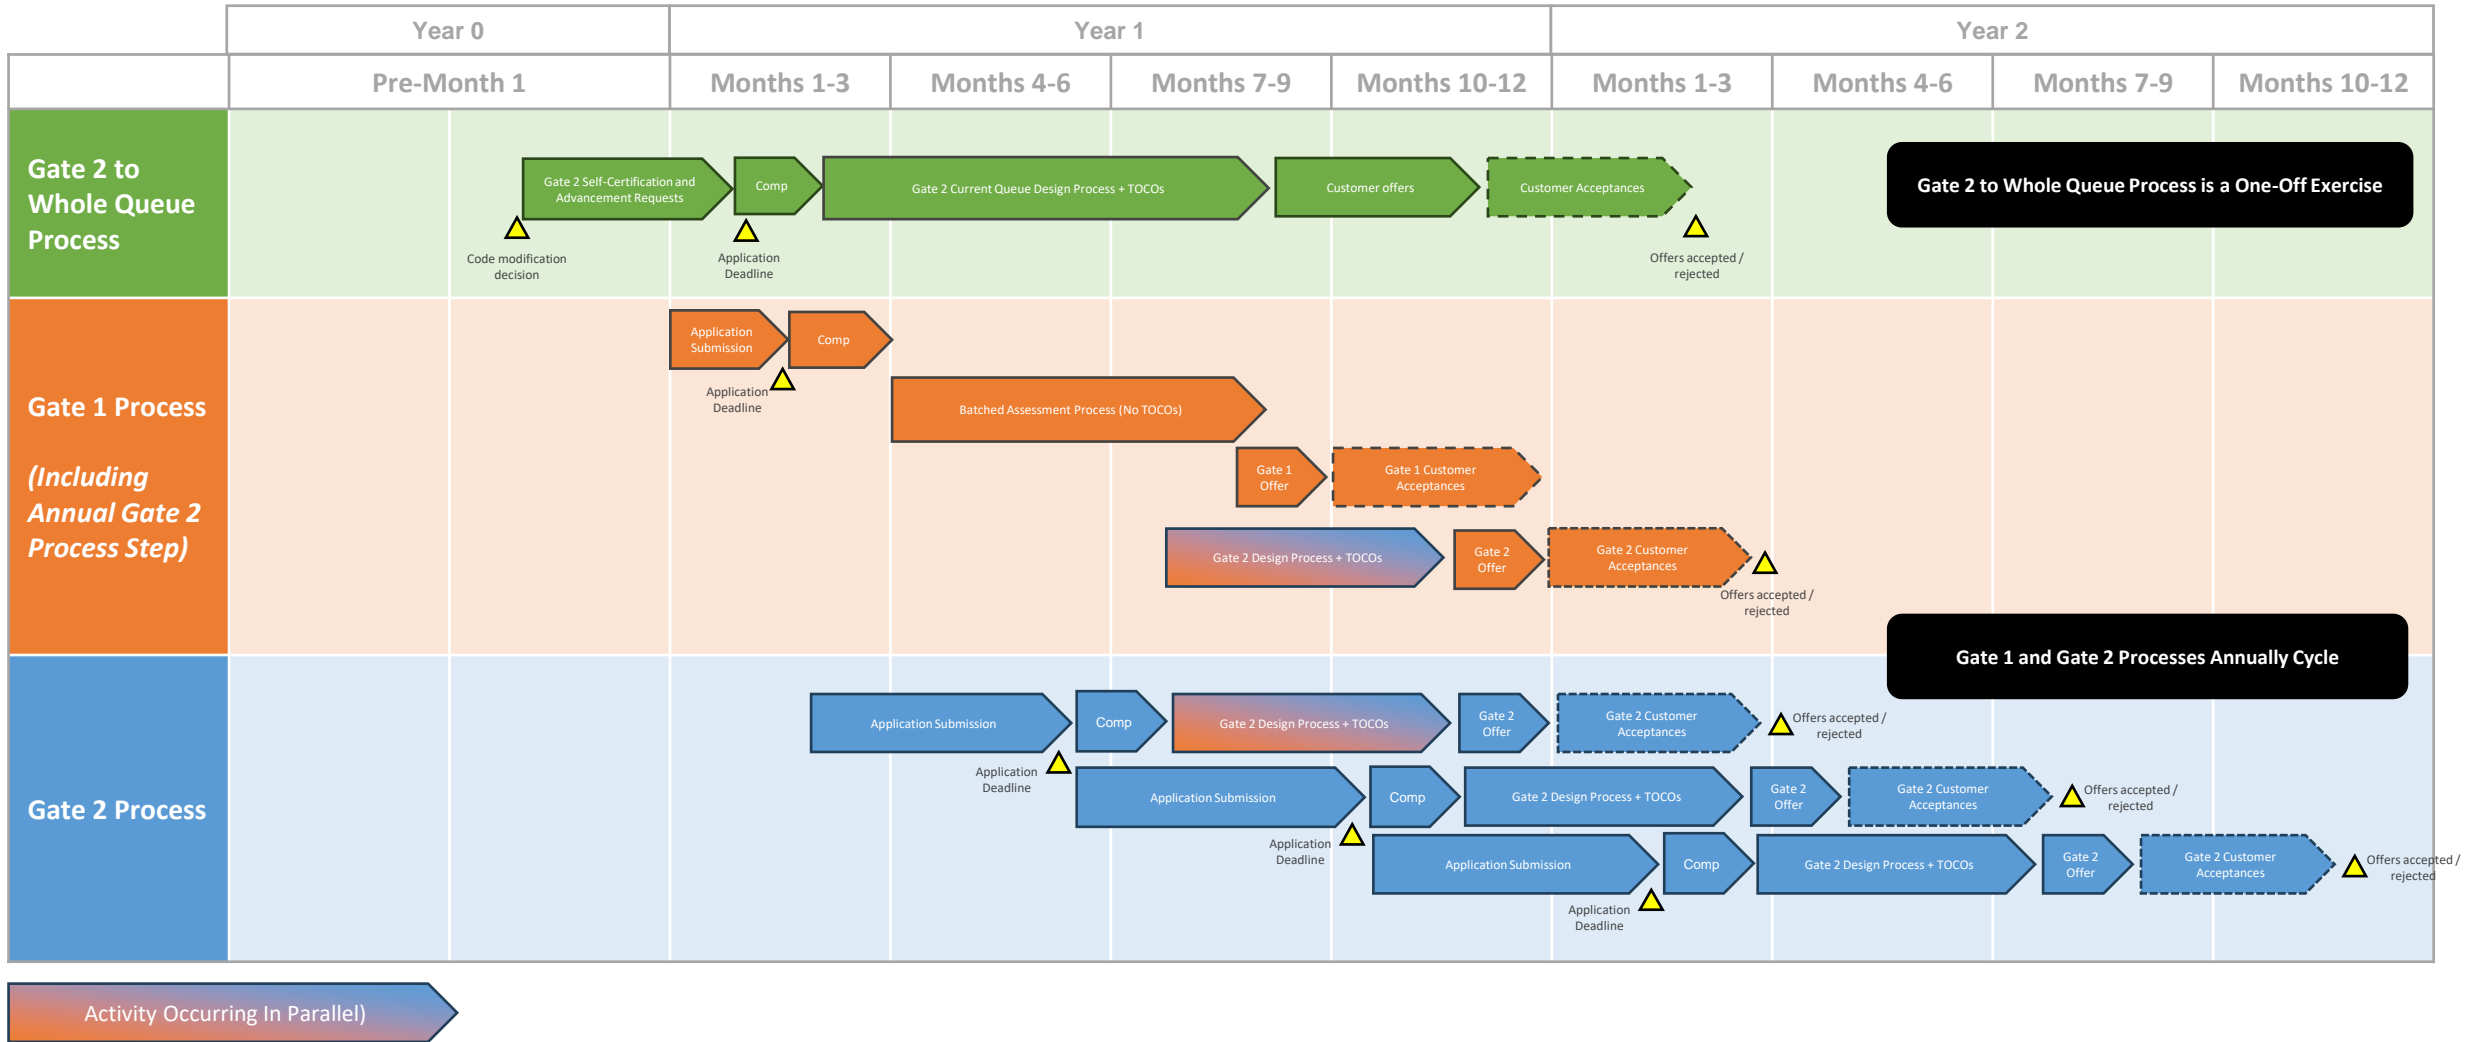 Year 0
Year 1
Year 2
Pre-Month 1
Months 1-3
Months 4-6
Months 7-9
Months 10-12
Months 1-3
Months 4-6
Months 7-9
Months 10-12
Gate 2 to
Whole Queue
Process
Gate 2 Self-Certification and
Advancement Requests
Comp
Gate 2 Current Queue Design Process + TOCOs
Customer offers
Customer Acceptances
Gate 2 to Whole Queue Process is a One-Off Exercise
Code modification
decision
Application
Deadline
Offers accepted /
rejected
Gate 1 Process
(Including
Annual Gate 2
Process Step)
Application
Submission
Comp
Application
Deadline
Batched Assessment Process (No TOCOs)
Gate 1
Offer
Gate 1 Customer
Acceptances
Gate 2 Design Process + TOCOs
Gate 2
Offer
Gate 2 Customer
Acceptances
Offers accepted /
rejected
Gate 1 and Gate 2 Processes Annually Cycle
Gate 2 Process
Application Submission
Comp
Gate 2 Design Process + TOCOs
Gate 2
Offer
Gate 2 Customer
Acceptances
Offers accepted /
rejected
Application
Deadline
Application Submission
Comp
Gate 2 Design Process + TOCOs
Gate 2
Offer
Gate 2 Customer
Acceptances
Offers accepted /
rejected
Application
Deadline
Application Submission
Comp
Gate 2 Design Process + TOCOs
Gate 2
Offer
Gate 2 Customer
Acceptances
Offers accepted /
rejected
Application
Deadline
Activity Occurring In Parallel)